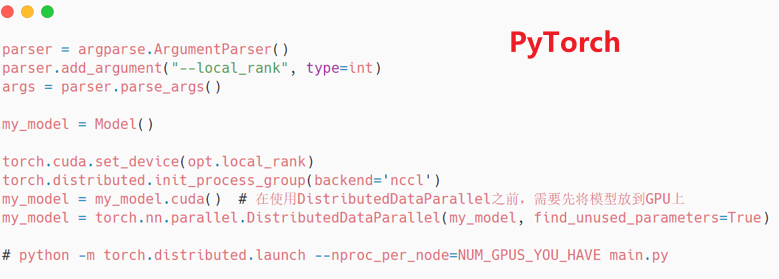 PyTorch
parser = argparse.ArgumentParser()
parser.add_argument("--local_rank", type=int)
args = parser.parse_args()
my_model = Model()
torch.cuda.set_device(opt.local_rank)
torch.distributed.init_process_group(backend='nccl')
my_model = my_model.cuda()  # 在使用DistributedDataParallel之前，需要先将模型放到GPU上
my_model = torch.nn.parallel.DistributedDataParallel(my_model, find_unused_parameters=True)
# python -m torch.distributed.launch --nproc_per_node=NUM_GPUS_YOU_HAVE main.py